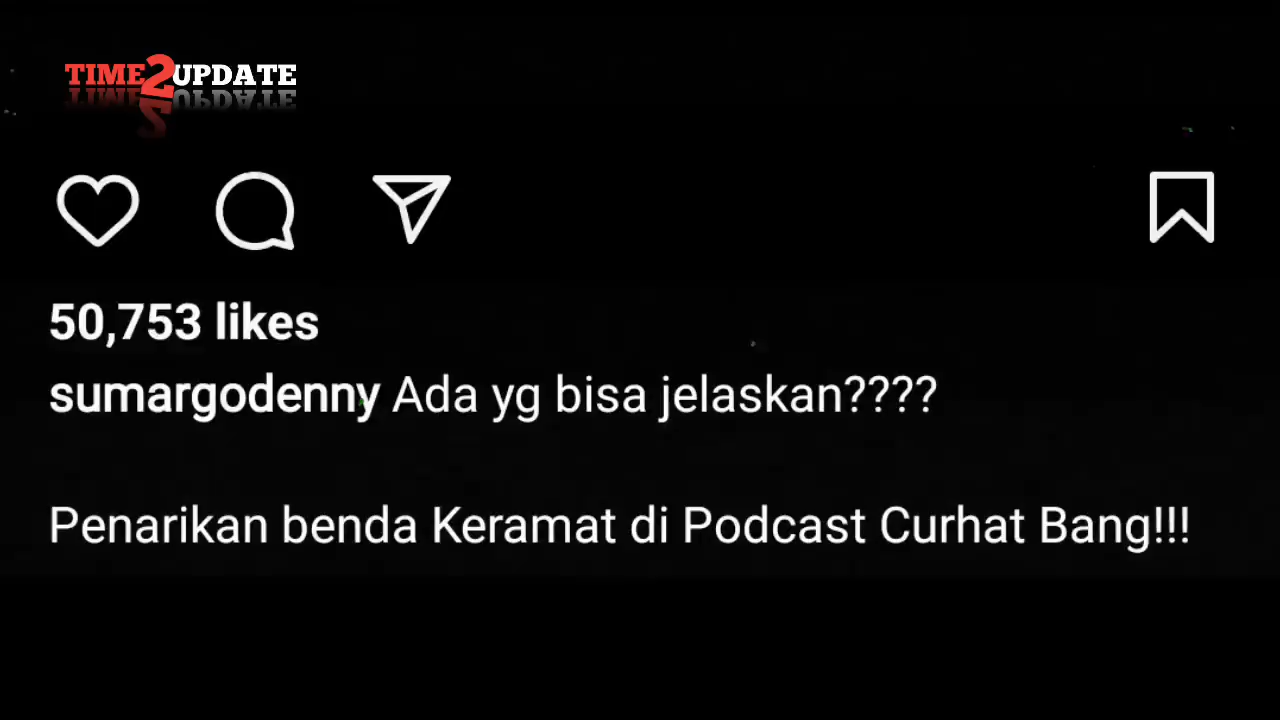 TIME2UPDATE
50,753 likes
sumargodenny Ada yg bisa jelaskan????
Penarikan benda Keramat di Podcast Curhat Bang!!!